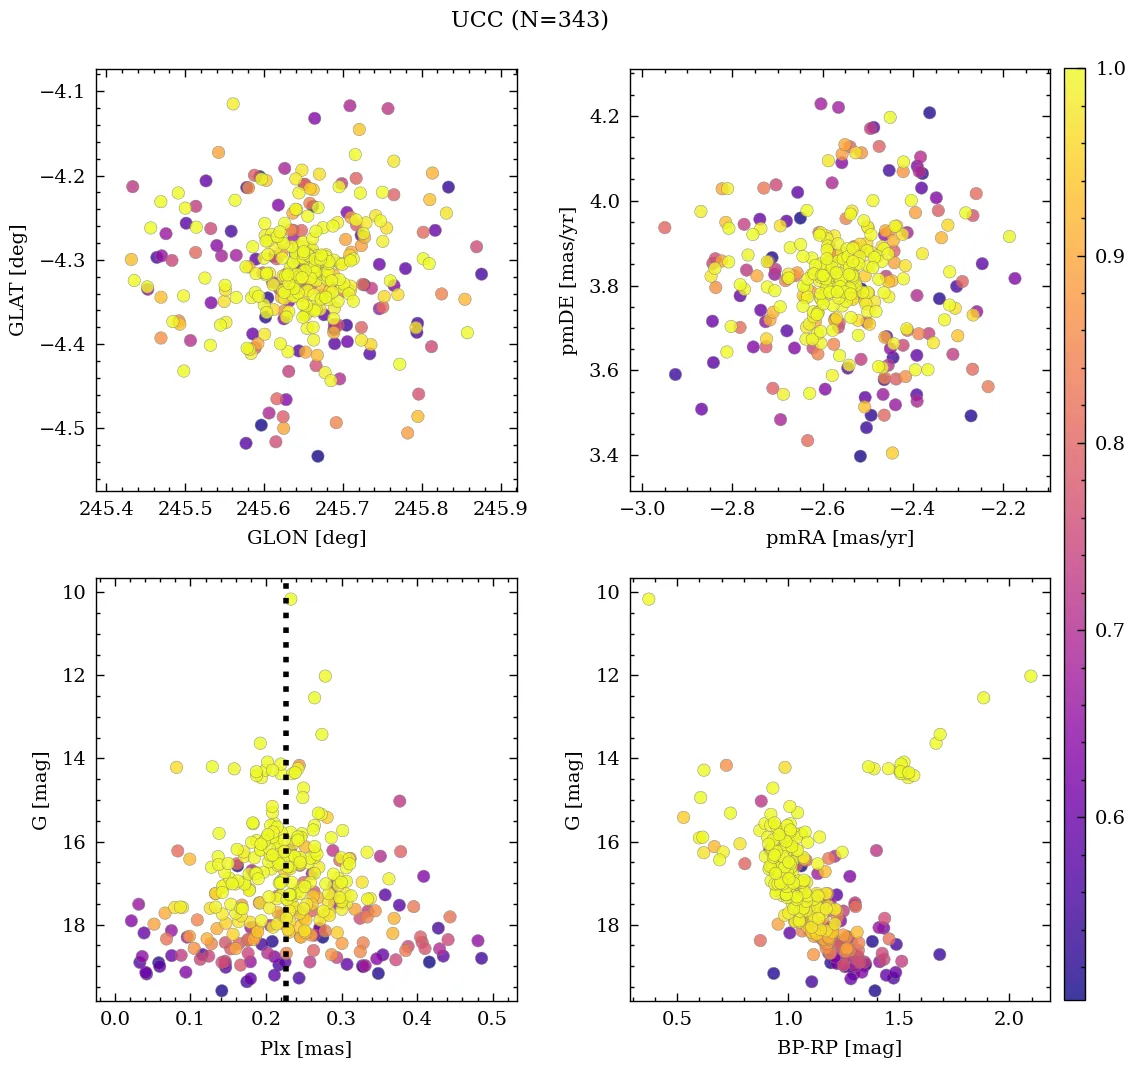 UCC (N=343)
−4.1
−4.2
−4.3
−4.4
−4.5
GLAT [deg]
245.4 245.5 245.6 245.7 245.8 245.9
GLON [deg]
4.2
4.0
3.8
3.6
3.4
pmDE [mas/yr]
−3.0 −2.8 −2.6 −2.4 −2.2
pmRA [mas/yr]
10
12
14
16
18
G [mag]
0.0 0.1 0.2 0.3 0.4 0.5
Plx [mas]
10
12
14
16
18
G [mag]
0.5 1.0 1.5 2.0
BP-RP [mag]
1.0
0.9
0.8
0.7
0.6